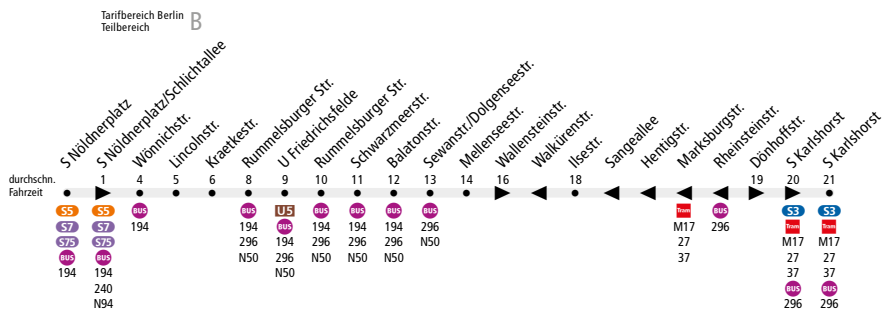 Tarifbereich Berlin
Teilbereich
B
S Nöldnerplatz
S Nöldnerplatz/Schlichtallee
Wönnichstr.
Lincolnstr.
Kraetkestr.
Rummelsburger Str.
U Friedrichsfelde
Rummelsburger Str.
Schwarzmeerstr.
Balatonstr.
Sewanstr./Dolgenseestr.
Mellenseestr.
Wallensteinstr.
Walkürenstr.
Ilsestr.
Sangeallee
Hentigstr.
Marksburgstr.
Rheinsteinstr.
Dönhoffstr.
S Karlshorst
S Karlshorst
durchschn. 1 4 5 6 8 9 10 11 12 13 14 16 18 19 20 21
Fahrzeit
S5 S5 BUS BUS U5 BUS BUS BUS BUS Tram BUS S3 S3
S7 S7 194 194 BUS 194 194 194 296 M17 296 Tram Tram
S75 S75 296 194 296 296 296 N50 27 M17 M17
BUS BUS N50 296 N50 N50 N50 37 27 27
194 194 N50 37 37
240 BUS BUS
N94 296 296